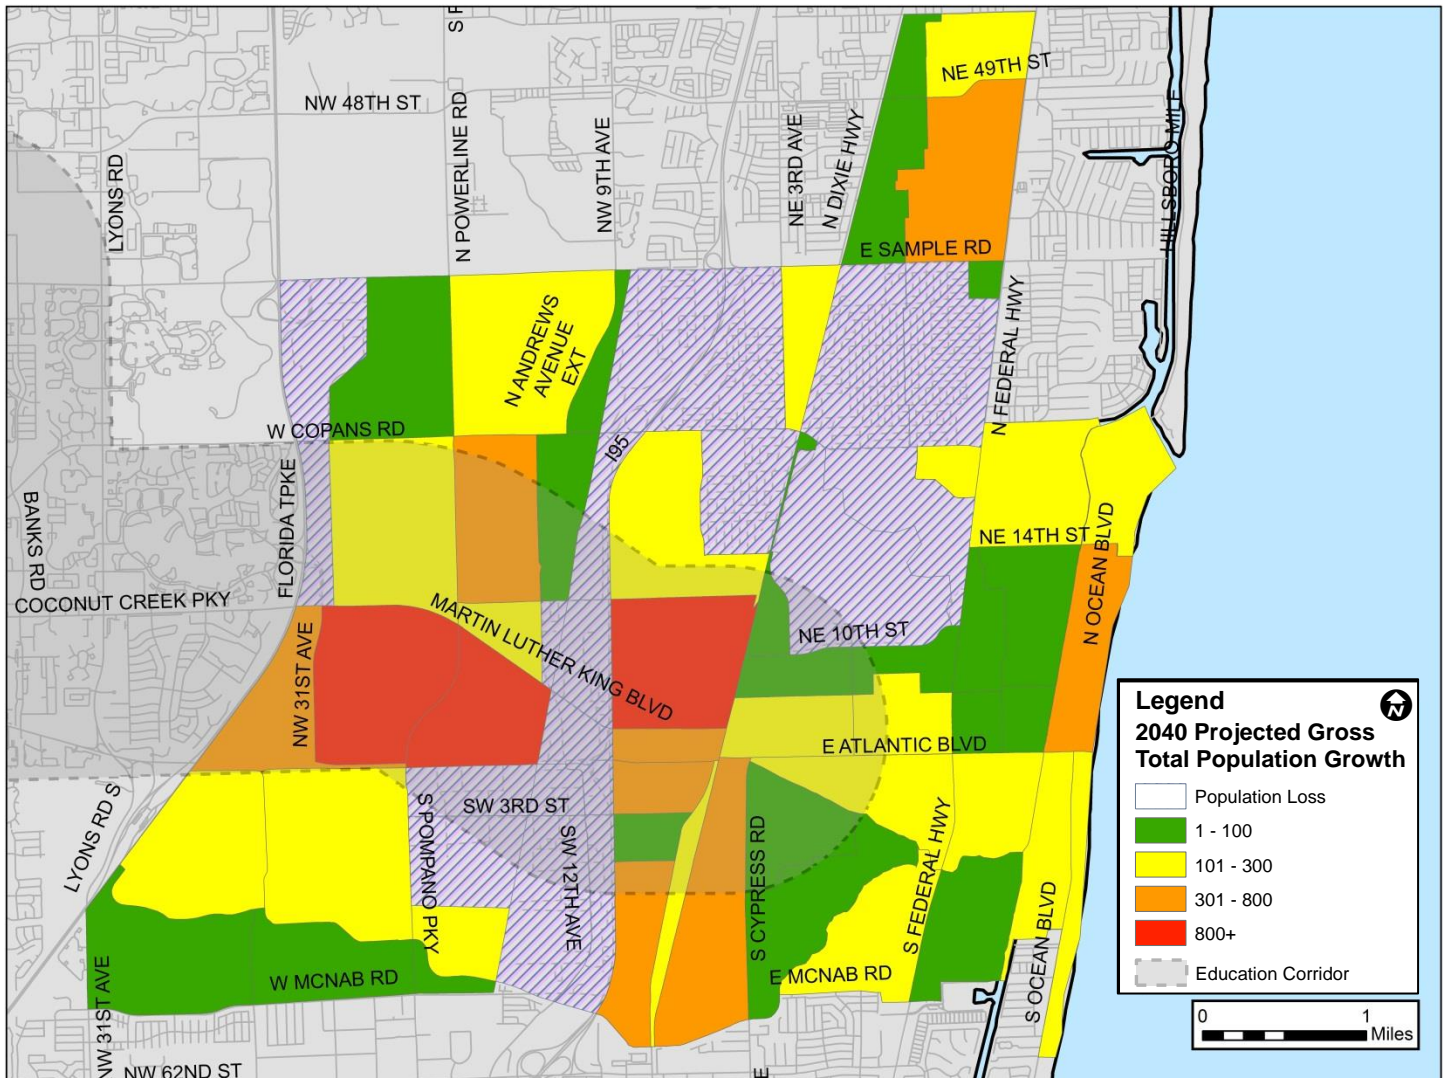 S P
NW 48TH ST
NE 49TH ST
LYONS RD
N POWERLINE RD
NW 9TH AVE
NE 3RD AVE
N DIXIE HWY
HILLSBORO MILE
E SAMPLE RD
N ANDREWS
AVENUE
EXT
N FEDERAL HWY
W COPANS RD
I95
BANKS RD
FLORIDA TPKE
NE 14TH ST
N OCEAN BLVD
COCONUT CREEK PKY
MARTIN LUTHER KING BLVD
NE 10TH ST
NW 31ST AVE
E ATLANTIC BLVD
LYONS RD S
S POMPANO PKY
SW 3RD ST
SW 12TH AVE
S CYPRESS RD
S FEDERAL HWY
S OCEAN BLVD
W MCNAB RD
E MCNAB RD
NW 31ST AVE
NW 62ND ST
E
Legend
N
2040 Projected Gross
Total Population Growth
Population Loss
1 - 100
101 - 300
301 - 800
800+
Education Corridor
0 1
Miles